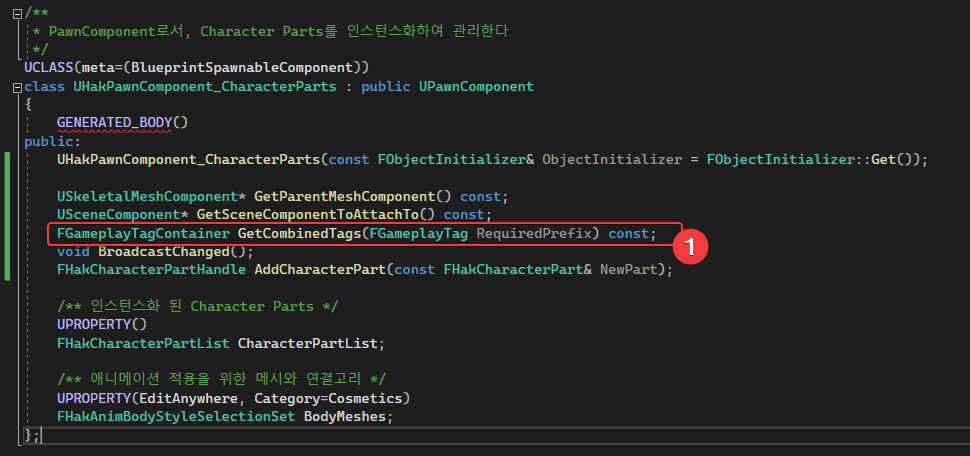 /**
 * PawnComponent로서, Character Parts를 인스턴스화하여 관리한다
 */
UCLASS(meta=(BlueprintSpawnableComponent))
class UHakPawnComponent_CharacterParts : public UPawnComponent
{
    GENERATED_BODY()
public:
    UHakPawnComponent_CharacterParts(const FObjectInitializer& ObjectInitializer = FObjectInitializer::Get());

    USkeletalMeshComponent* GetParentMeshComponent() const;
    USceneComponent* GetSceneComponentToAttachTo() const;
    FGameplayTagContainer GetCombinedTags(FGameplayTag RequiredPrefix) const;
1
    void BroadcastChanged();
    FHakCharacterPartHandle AddCharacterPart(const FHakCharacterPart& NewPart);

    /** 인스턴스화 된 Character Parts */
    UPROPERTY()
    FHakCharacterPartList CharacterPartList;

    /** 애니메이션 적용을 위한 메시와 연결고리 */
    UPROPERTY(EditAnywhere, Category=Cosmetics)
    FHakAnimBodyStyleSelectionSet BodyMeshes;
};